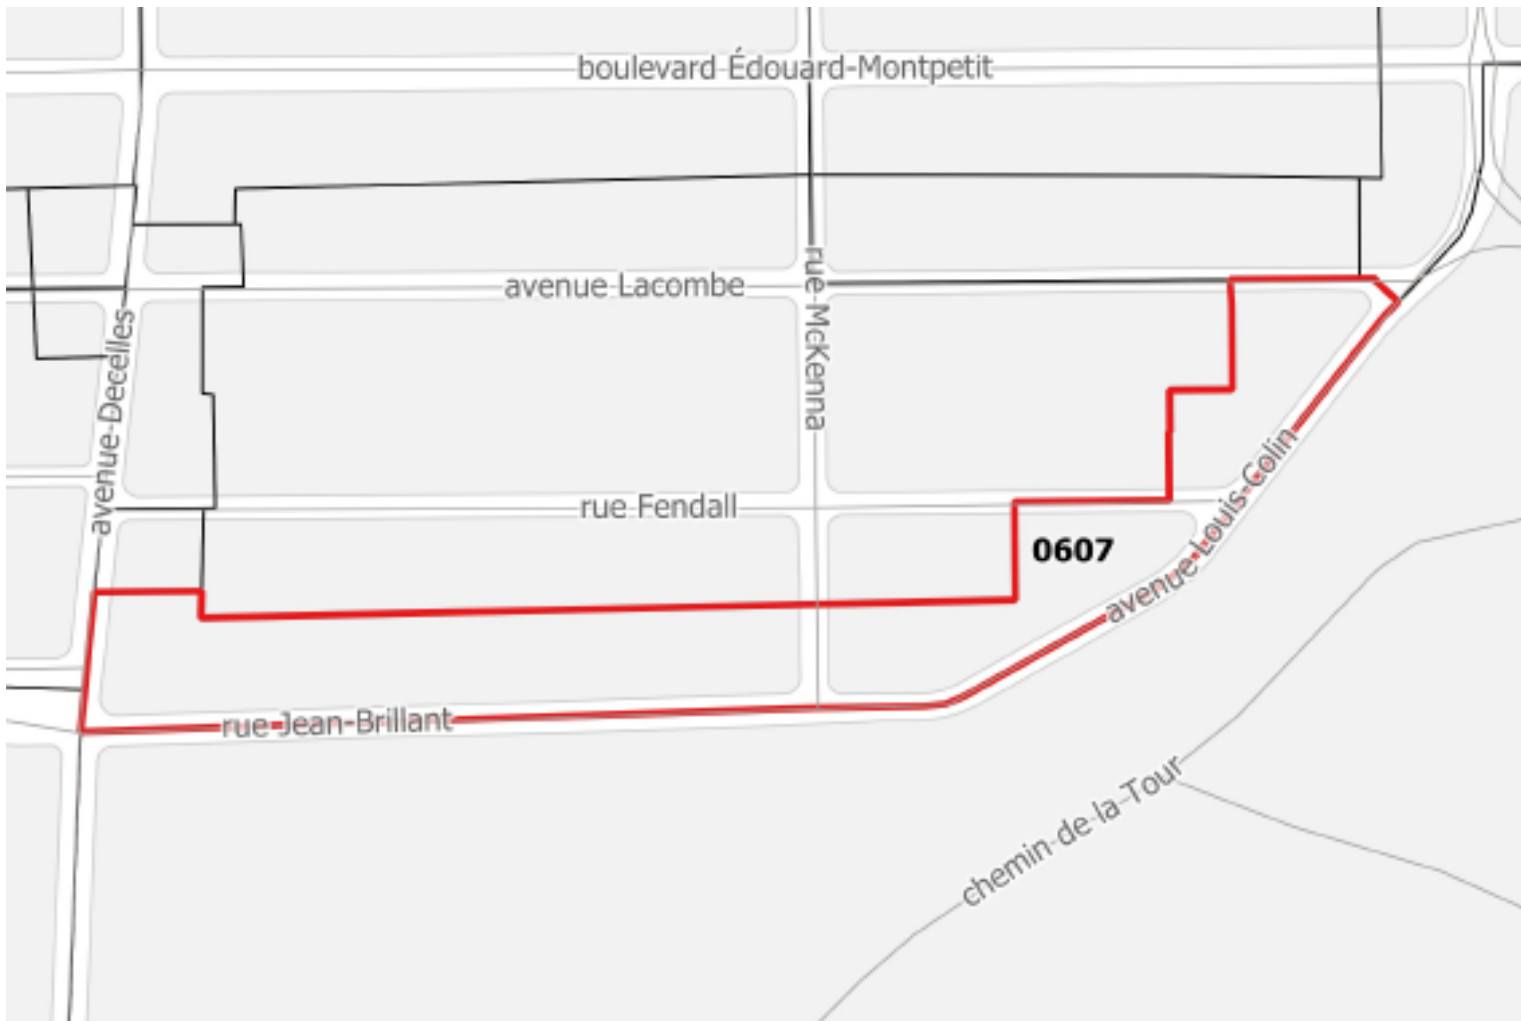 boulevard Édouard-Montpetit
avenue Lacombe
rue McKenna
avenue Decelles
rue Fendall
0607
avenue Louis-Colin
rue Jean-Brillant
chemin de la Tour